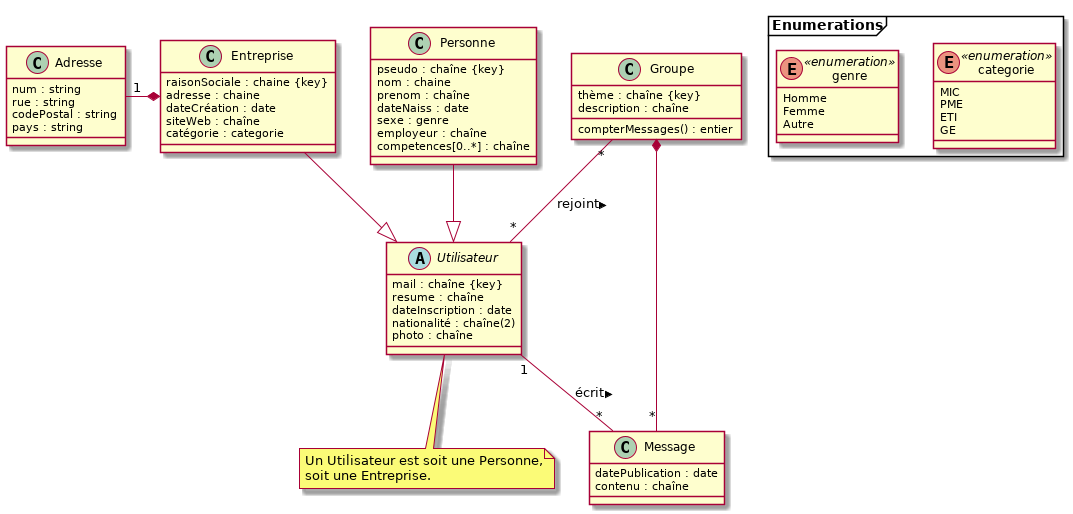 Adresse
num : string
rue : string
codePostal : string
pays : string
1
Entreprise
raisonSociale : chaine {key}
adresse : chaine
dateCréation : date
siteWeb : chaîne
catégorie : categorie
Personne
pseudo : chaîne {key}
nom : chaine
prenom : chaîne
dateNaiss : date
sexe : genre
employeur : chaîne
competences[0..*] : chaîne
Groupe
thème : chaîne {key}
description : chaîne
compterMessages() : entier
Enumerations
«enumeration»
genre
Homme
Femme
Autre
«enumeration»
categorie
MIC
PME
ETI
GE
*
rejoint
*
Utilisateur
mail : chaîne {key}
resume : chaîne
dateInscription : date
nationalité : chaîne(2)
photo : chaîne
1
écrit
*
*
Un Utilisateur est soit une Personne,
soit une Entreprise.
Message
datePublication : date
contenu : chaîne